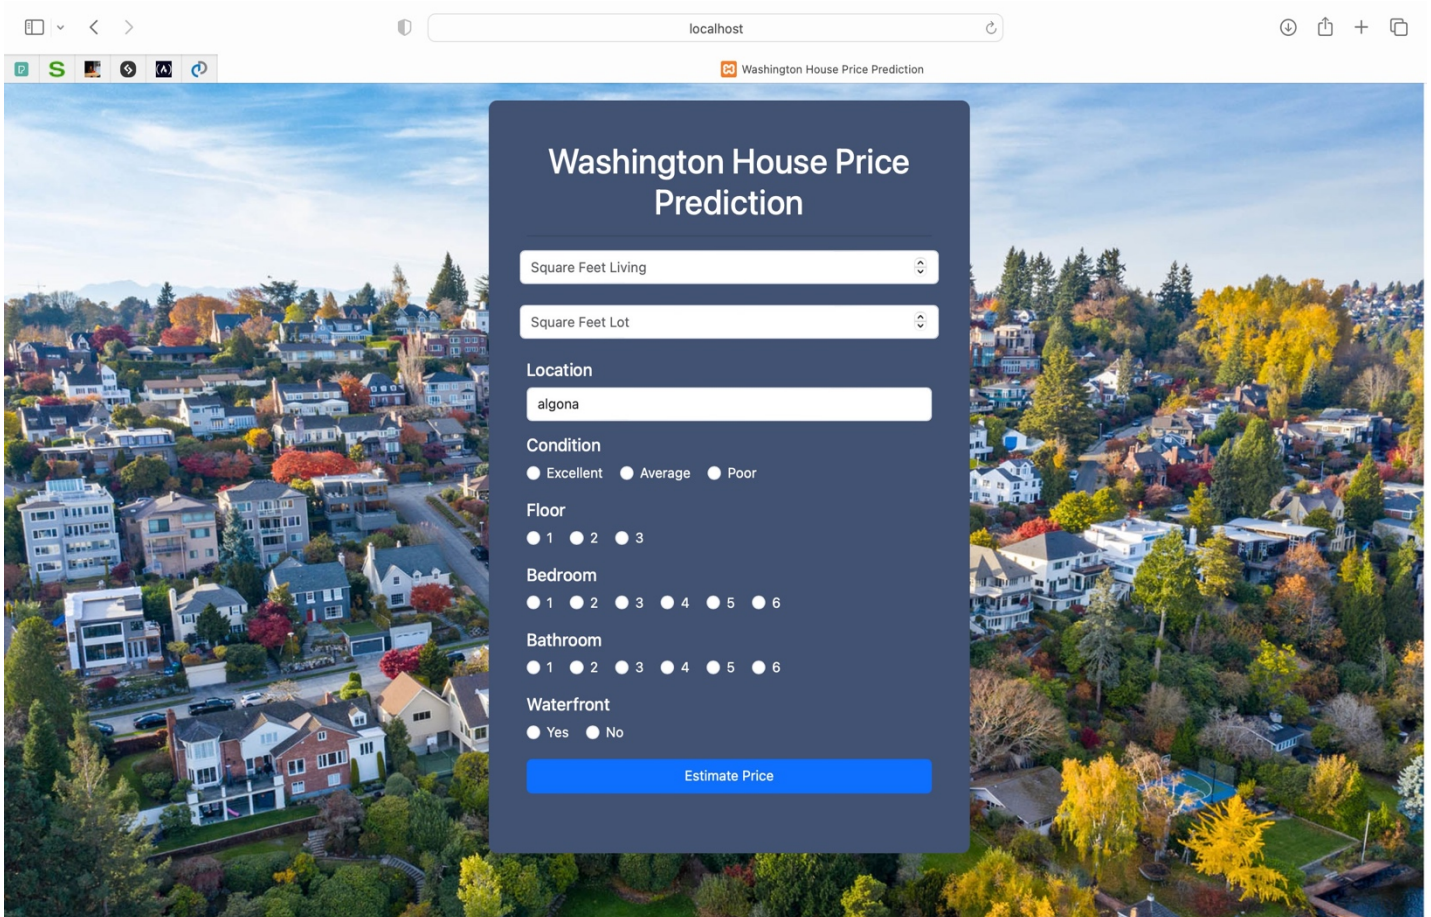 localhost
Washington House Price Prediction
Washington House Price
Prediction
Square Feet Living
Square Feet Lot
Location
algona
Condition
Excellent Average Poor
Floor
1 2 3
Bedroom
1 2 3 4 5 6
Bathroom
1 2 3 4 5 6
Waterfront
Yes No
Estimate Price